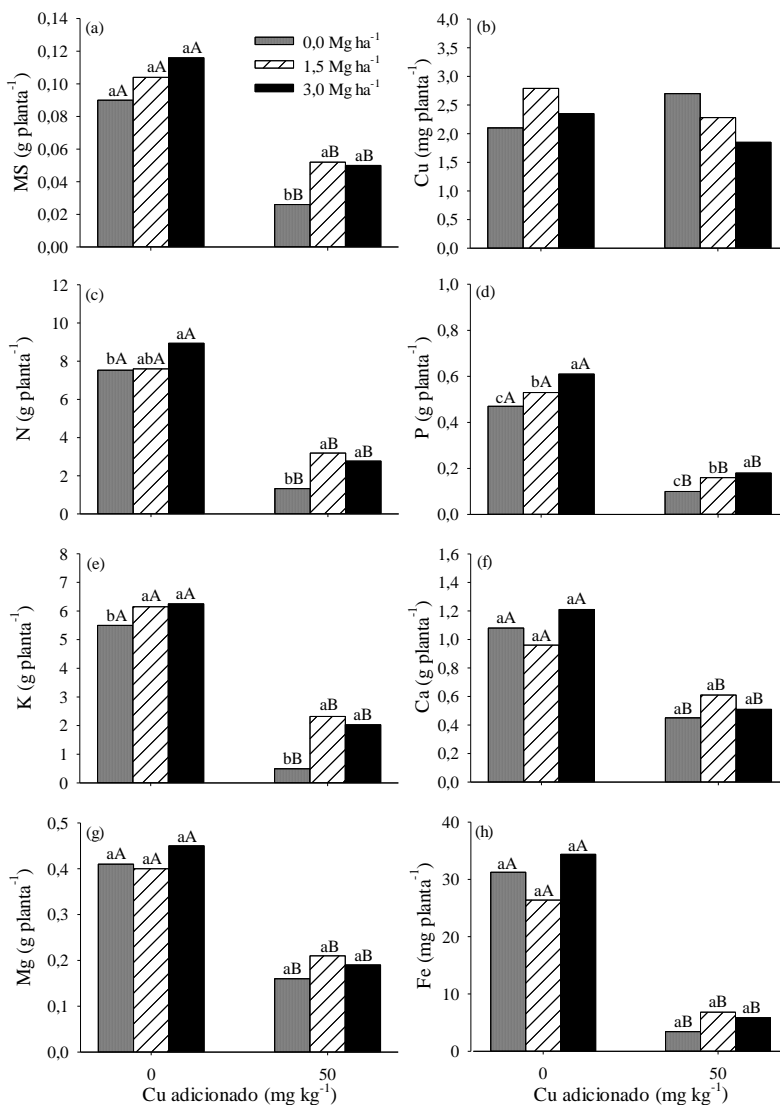 (a)
0,0 Mg ha-1
1,5 Mg ha-1
3,0 Mg ha-1
MS (g planta-1)
0,14
0,12
0,10
0,08
0,06
0,04
0,02
0,00
aA aA aA
bB aB aB
(b)
Cu (mg planta-1)
4,0
3,5
3,0
2,5
2,0
1,5
1,0
0,5
0,0
(c)
N (g planta-1)
12
10
8
6
4
2
0
bA abA aA
bB aB aB
(d)
P (g planta-1)
1,0
0,8
0,6
0,4
0,2
0,0
cA bA aA
cB bB aB
(e)
K (g planta-1)
8
7
6
5
4
3
2
1
0
bA aA aA
bB aB aB
(f)
Ca (g planta-1)
1,6
1,4
1,2
1,0
0,8
0,6
0,4
0,2
0,0
aA aA aA
aB aB aB
(g)
Mg (g planta-1)
0,5
0,4
0,3
0,2
0,1
0,0
aA aA aA
aB aB aB
0 50
Cu adicionado (mg kg-1)
(h)
Fe (mg planta-1)
40
30
20
10
0
aA aA aA
aB aB aB
0 50
Cu adicionado (mg kg-1)